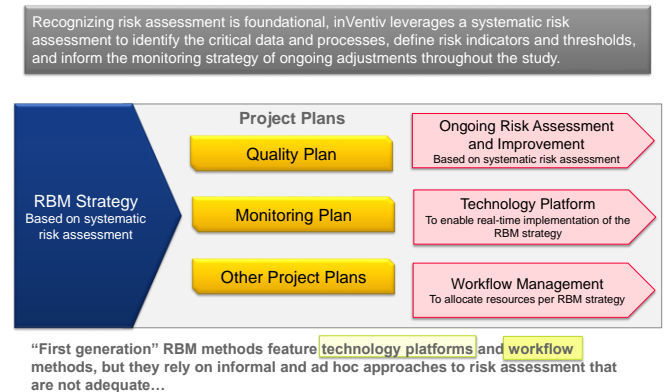 Recognizing risk assessment is foundational, inVentiv leverages a systematic risk
assessment to identify the critical data and processes, define risk indicators and thresholds,
and inform the monitoring strategy of ongoing adjustments throughout the study.
RBM Strategy
Based on systematic
risk assessment
Project Plans
Quality Plan
Monitoring Plan
Other Project Plans
Ongoing Risk Assessment
and Improvement
Based on systematic risk assessment
Technology Platform
To enable real-time implementation of the
RBM strategy
Workflow Management
To allocate resources per RBM strategy
“First generation” RBM methods feature technology platforms and workflow
methods, but they rely on informal and ad hoc approaches to risk assessment that
are not adequate…